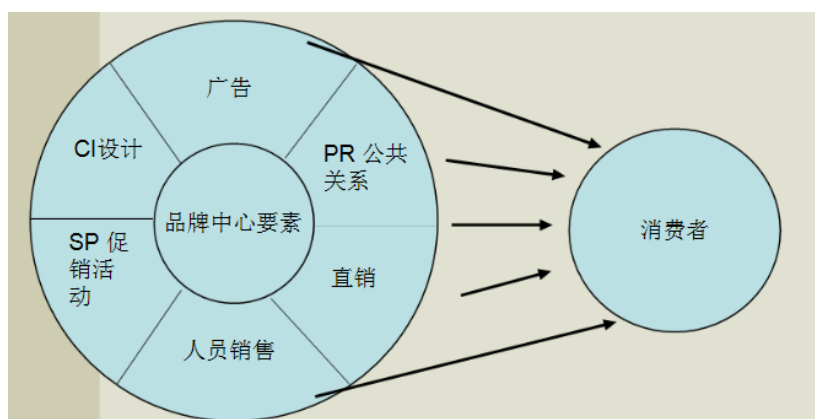 广告
CI设计
PR 公共
关系
品牌中心要素
消费者
SP 促
销活
动
直销
人员销售